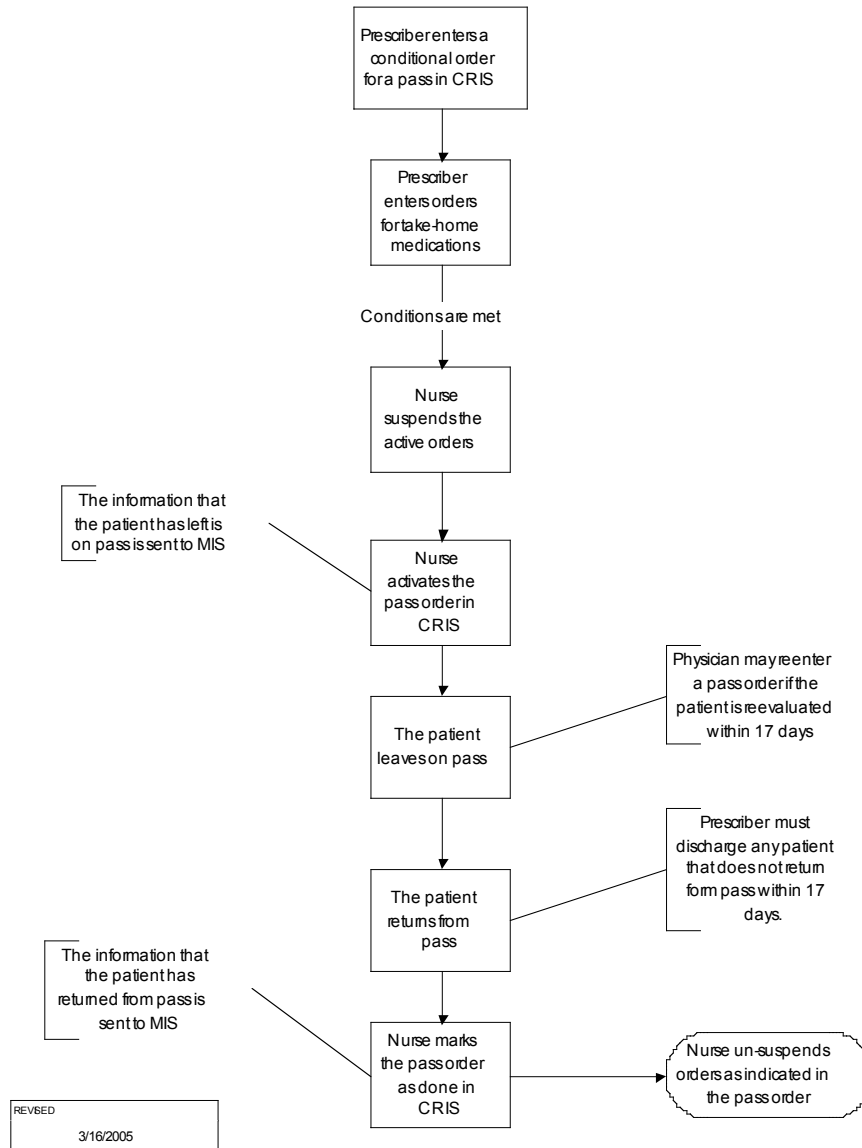 Prescriber enters a
conditional order
for a pass in CRIS
Prescriber
enters orders
for take-home
medications
Conditions are met
Nurse
suspends the
active orders
The information that
the patient has left is
on pass is sent to MIS
Nurse
activates the
pass order in
CRIS
Physician may reenter
a pass order if the
patient is reevaluated
within 17 days
The patient
leaves on pass
Prescriber must
discharge any patient
that does not return
form pass within 17
days.
The patient
returns from
pass
The information that
the patient has
returned from pass is
sent to MIS
Nurse marks
the pass order
as done in
CRIS
Nurse un-suspends
orders as indicated in
the pass order
REVISED
3/16/2005